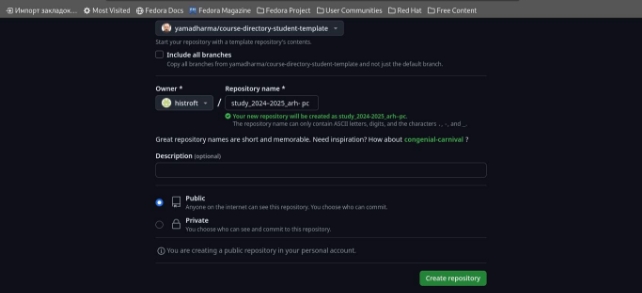 Импорт закладок... Most Visited Fedora Docs Fedora Magazine Fedora Project User Communities Red Hat Free Content
yamadharma/course-directory-student-template
Start your repository with a template repository's contents.
Include all branches
Copy all branches from yamadharma/course-directory-student-template and not just the default branch.
Owner * Repository name *
histroft / study_2024-2025_arh- pc
Your new repository will be created as study_2024-2025_arh-pc.
The repository name can only contain ASCII letters, digits, and the characters ., -, and _.
Great repository names are short and memorable. Need inspiration? How about congenial-carnival ?
Description (optional)
Public
Anyone on the internet can see this repository. You choose who can commit.
Private
You choose who can see and commit to this repository.
You are creating a public repository in your personal account.
Create repository